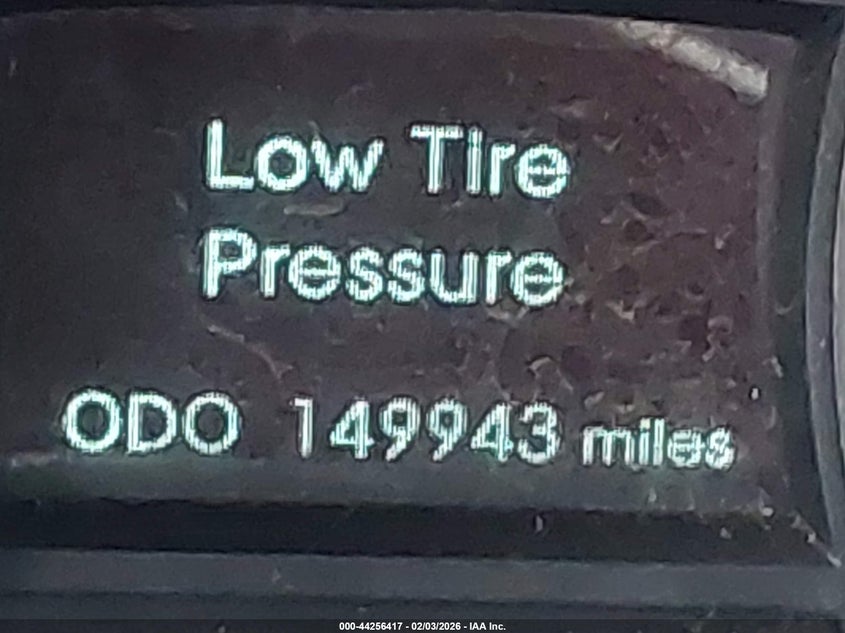 Low Tire
Pressure
ODO 149943 miles
000-44256417 - 02/03/2026 - IAA Inc.